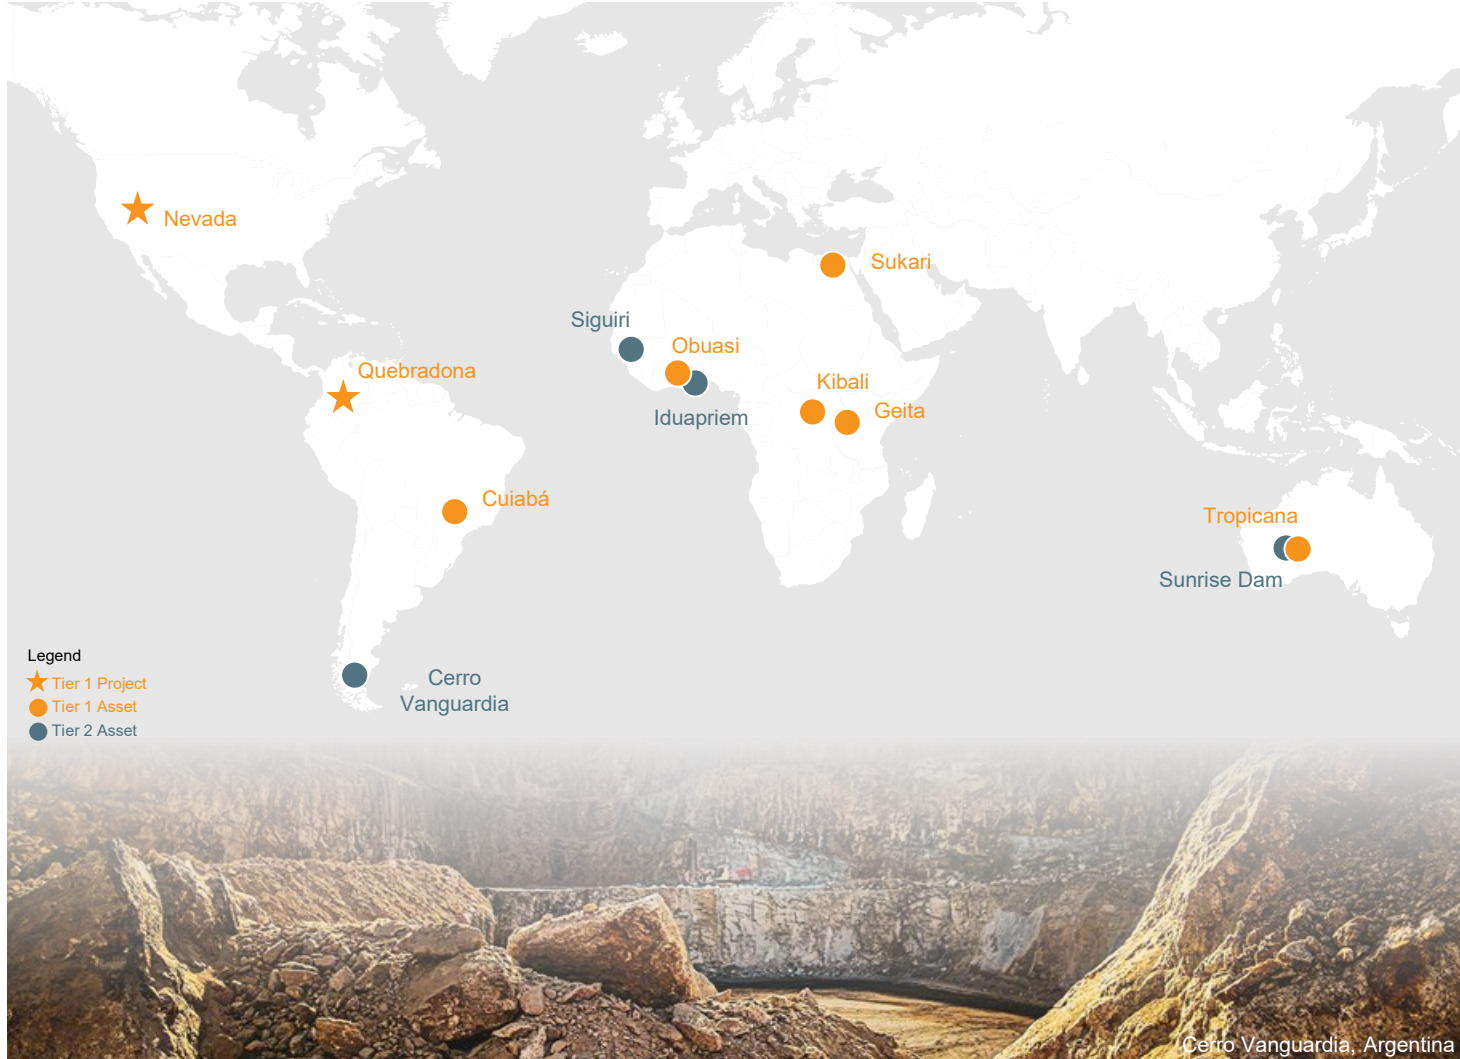 Nevada
Sukari
Siguiri
Obuasi
Quebradona
Kibali
Geita
Iduapriem
Cuiabá
Tropicana
Sunrise Dam
Legend
Tier 1 Project
Tier 1 Asset
Tier 2 Asset
Cerro
Vanguardia
Cerro Vanguardia, Argentina